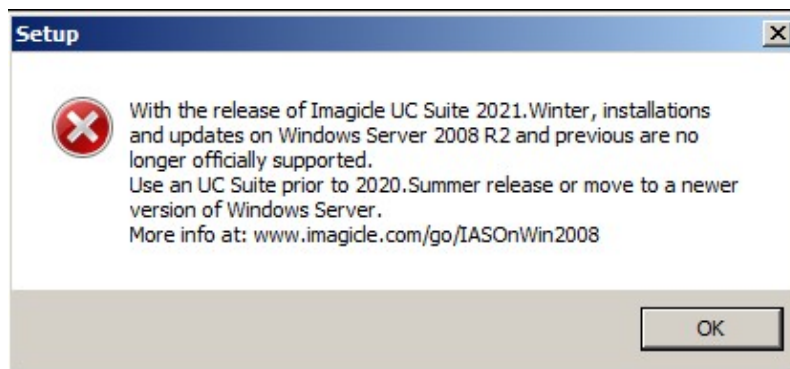 Setup
With the release of Imagicle UC Suite 2021.Winter, installations
and updates on Windows Server 2008 R2 and previous are no
longer officially supported.
Use an UC Suite prior to 2020.Summer release or move to a newer
version of Windows Server.
More info at: www.imagicle.com/go/IASOnWin2008
OK